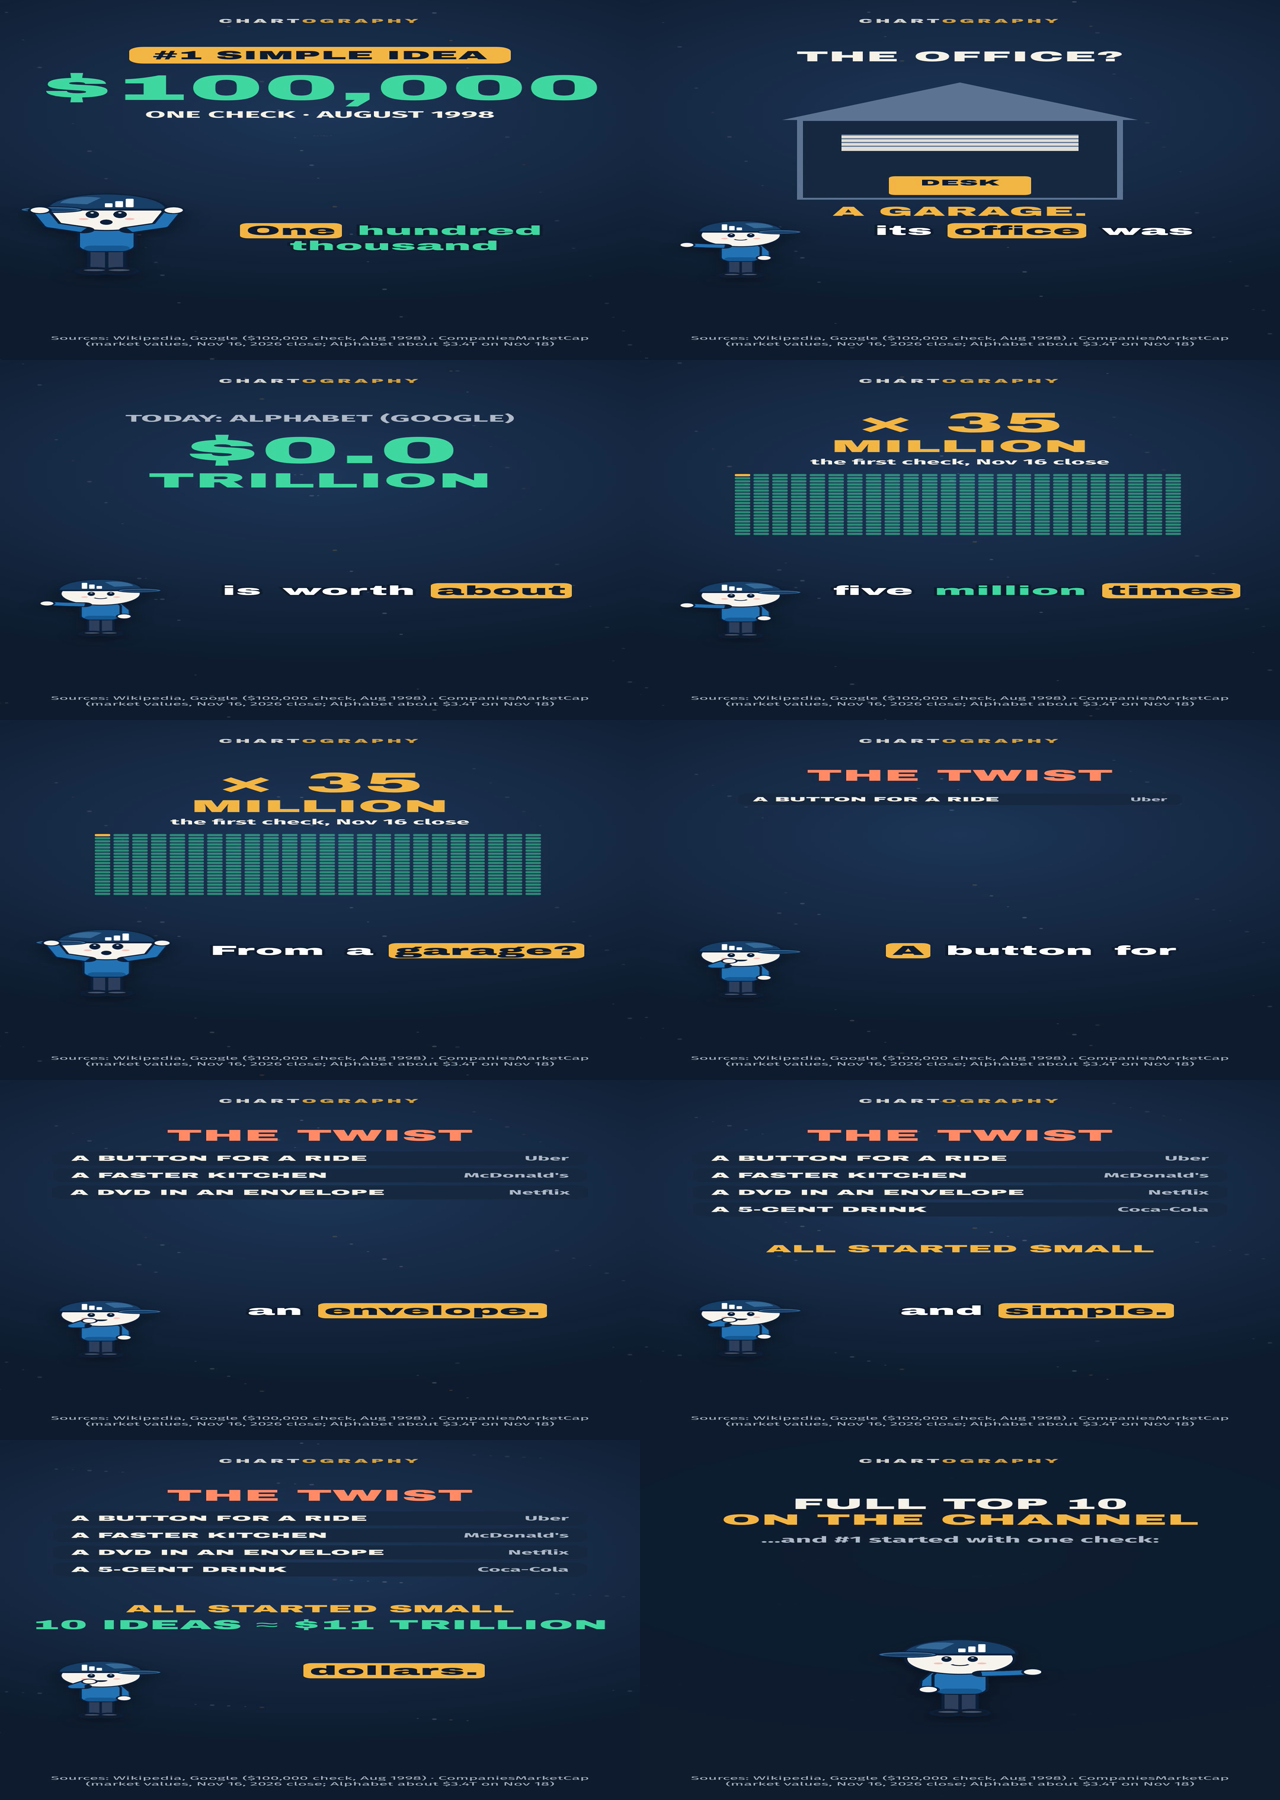 CHARTOGRAPHY
#1 SIMPLE IDEA
$100,000
ONE CHECK · AUGUST 1998
One hundred
thousand
Sources: Wikipedia, Google ($100,000 check, Aug 1998) · CompaniesMarketCap
(market values, Nov 16, 2026 close; Alphabet about $3.4T on Nov 18)
CHARTOGRAPHY
THE OFFICE?
DESK
A GARAGE.
its office was
Sources: Wikipedia, Google ($100,000 check, Aug 1998) · CompaniesMarketCap
(market values, Nov 16, 2026 close; Alphabet about $3.4T on Nov 18)
CHARTOGRAPHY
TODAY: ALPHABET (GOOGLE)
$0.0
TRILLION
is worth about
Sources: Wikipedia, Google ($100,000 check, Aug 1998) · CompaniesMarketCap
(market values, Nov 16, 2026 close; Alphabet about $3.4T on Nov 18)
CHARTOGRAPHY
× 35
MILLION
the first check, Nov 16 close
five million times
Sources: Wikipedia, Google ($100,000 check, Aug 1998) · CompaniesMarketCap
(market values, Nov 16, 2026 close; Alphabet about $3.4T on Nov 18)
CHARTOGRAPHY
× 35
MILLION
the first check, Nov 16 close
From a garage?
Sources: Wikipedia, Google ($100,000 check, Aug 1998) · CompaniesMarketCap
(market values, Nov 16, 2026 close; Alphabet about $3.4T on Nov 18)
CHARTOGRAPHY
THE TWIST
A BUTTON FOR A RIDE Uber
A button for
Sources: Wikipedia, Google ($100,000 check, Aug 1998) · CompaniesMarketCap
(market values, Nov 16, 2026 close; Alphabet about $3.4T on Nov 18)
CHARTOGRAPHY
THE TWIST
A BUTTON FOR A RIDE Uber
A FASTER KITCHEN McDonald's
A DVD IN AN ENVELOPE Netflix
an envelope.
Sources: Wikipedia, Google ($100,000 check, Aug 1998) · CompaniesMarketCap
(market values, Nov 16, 2026 close; Alphabet about $3.4T on Nov 18)
CHARTOGRAPHY
THE TWIST
A BUTTON FOR A RIDE Uber
A FASTER KITCHEN McDonald's
A DVD IN AN ENVELOPE Netflix
A 5-CENT DRINK Coca-Cola
ALL STARTED SMALL
and simple.
Sources: Wikipedia, Google ($100,000 check, Aug 1998) · CompaniesMarketCap
(market values, Nov 16, 2026 close; Alphabet about $3.4T on Nov 18)
CHARTOGRAPHY
THE TWIST
A BUTTON FOR A RIDE Uber
A FASTER KITCHEN McDonald's
A DVD IN AN ENVELOPE Netflix
A 5-CENT DRINK Coca-Cola
ALL STARTED SMALL
10 IDEAS ≈ $11 TRILLION
dollars.
Sources: Wikipedia, Google ($100,000 check, Aug 1998) · CompaniesMarketCap
(market values, Nov 16, 2026 close; Alphabet about $3.4T on Nov 18)
CHARTOGRAPHY
FULL TOP 10
ON THE CHANNEL
...and #1 started with one check:
Sources: Wikipedia, Google ($100,000 check, Aug 1998) · CompaniesMarketCap
(market values, Nov 16, 2026 close; Alphabet about $3.4T on Nov 18)